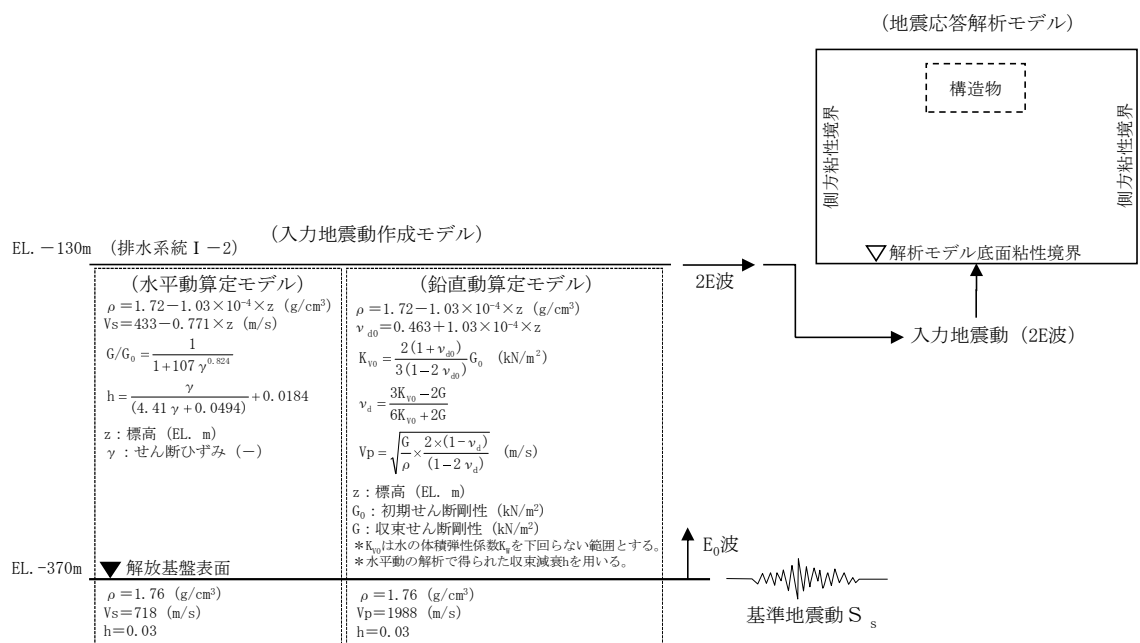 (地震応答解析モデル)
構造物
側方粘性境界
側方粘性境界
▽解析モデル底面粘性境界
(入力地震動作成モデル)
EL.－130m (排水系統Ⅰ－2)
2E波
入力地震動 (2E波)
(水平動算定モデル)
ρ=1.72－1.03×10⁻⁴×z (g/cm³)
Vs=433－0.771×z (m/s)
G/G₀=1/(1+107γ^0.824)
h=γ/(4.41γ+0.0494)+0.0184
z：標高 (EL. m)
γ：せん断ひずみ (－)
(鉛直動算定モデル)
ρ=1.72－1.03×10⁻⁴×z (g/cm³)
ν_d0=0.463+1.03×10⁻⁴×z
K_V0=2(1+ν_d0)/3(1-2ν_d0) G₀ (kN/m²)
ν_d=(3K_V0－2G)/(6K_V0+2G)
Vp=√(G/ρ×2×(1－ν_d)/(1－2ν_d)) (m/s)
z：標高 (EL. m)
G₀：初期せん断剛性 (kN/m²)
G：収束せん断剛性 (kN/m²)
＊K_V0は水の体積弾性係数K_Wを下回らない範囲とする。
＊水平動の解析で得られた収束減衰hを用いる。
E₀波
EL.-370m ▼ 解放基盤表面
ρ=1.76 (g/cm³)
Vs=718 (m/s)
h=0.03
ρ=1.76 (g/cm³)
Vp=1988 (m/s)
h=0.03
基準地震動Ｓs